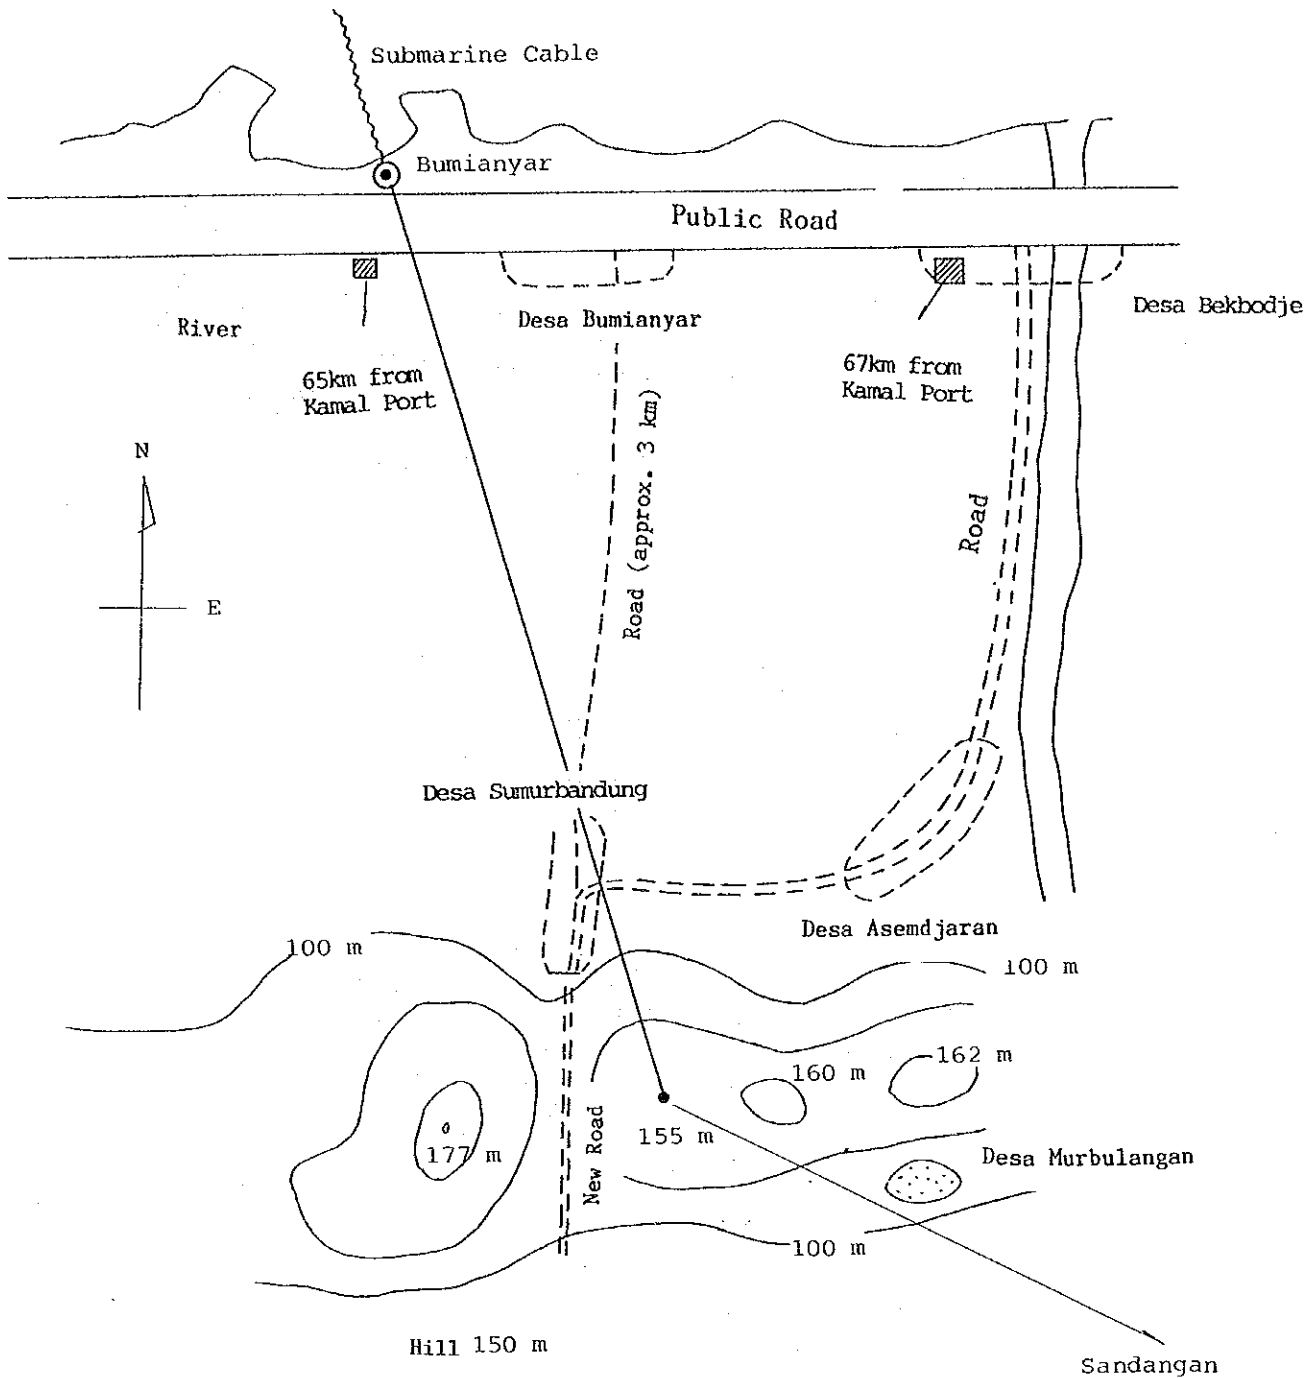 Submarine Cable
Bumianyar
Public Road
River
Desa Bumianyar
Desa Bekbodje
65km from
Kamal Port
67km from
Kamal Port
N
E
Road (approx. 3 km)
Road
Desa Sumurbandung
Desa Asemdjaran
100 m
100 m
160 m
162 m
177 m
New Road
155 m
Desa Murbulangan
100 m
Hill 150 m
Sandangan